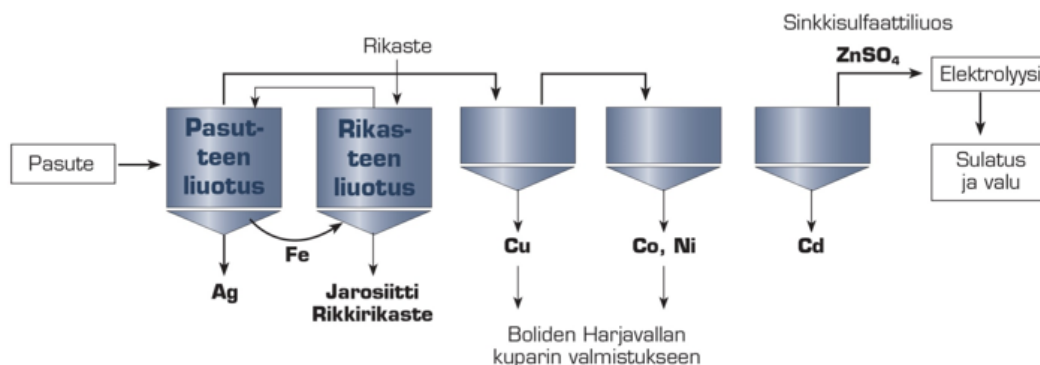 Sinkkisulfaattiliuos
ZnSO₄
Rikaste
Elektrolyysi
Pasut-
teen
liuotus
Rikas-
teen
liuotus
Pasute
Sulatus
ja valu
Fe
Cu
Co, Ni
Cd
Ag
Jarosiitti
Rikkirikaste
Boliden Harjavallan
kuparin valmistukseen